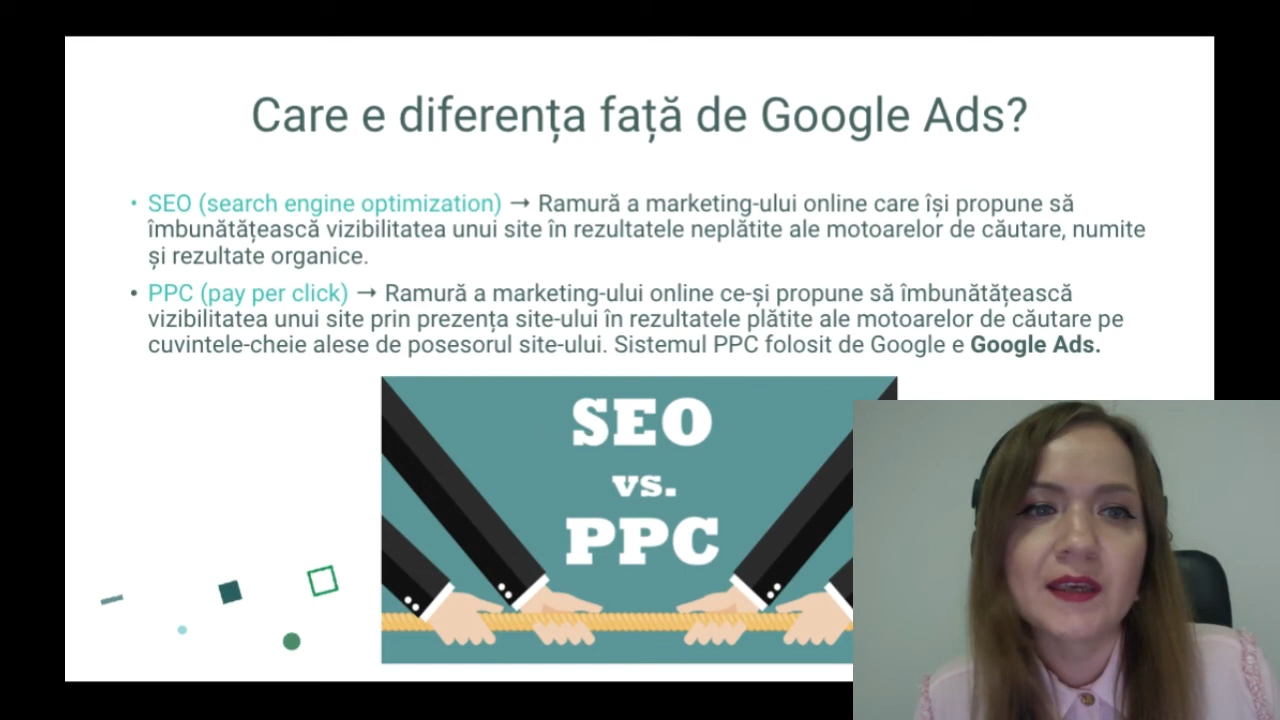 Care e diferența față de Google Ads?
• SEO (search engine optimization) → Ramură a marketing-ului online care își propune să
îmbunătățească vizibilitatea unui site în rezultatele neplătite ale motoarelor de căutare, numite
și rezultate organice.
• PPC (pay per click) → Ramură a marketing-ului online ce-și propune să îmbunătățească
vizibilitatea unui site prin prezența site-ului în rezultatele plătite ale motoarelor de căutare pe
cuvintele-cheie alese de posesorul site-ului. Sistemul PPC folosit de Google e Google Ads.
SEO
vs.
PPC